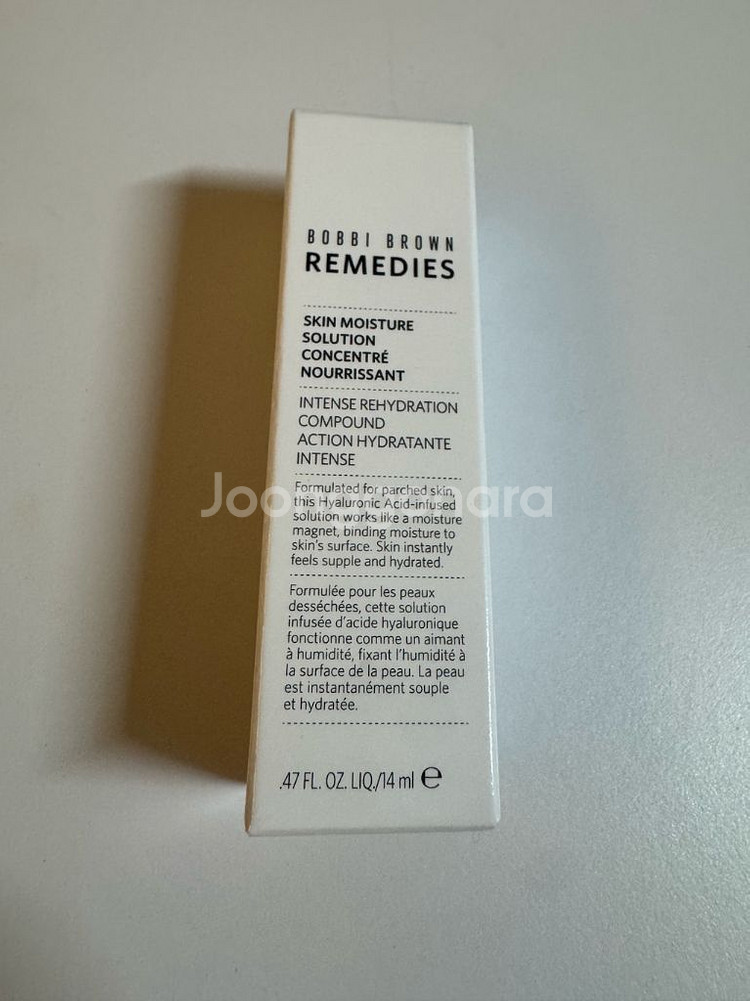 BOBBI BROWN
REMEDIES
SKIN MOISTURE
SOLUTION
CONCENTRÉ
NOURRISSANT
INTENSE REHYDRATION
COMPOUND
ACTION HYDRATANTE
INTENSE
Formulated for parched skin,
this Hyaluronic Acid-infused
solution works like a moisture
magnet, binding moisture to
skin's surface. Skin instantly
feels supple and hydrated.
Formulée pour les peaux
desséchées, cette solution
infusée d'acide hyaluronique
fonctionne comme un aimant
à humidité, fixant l'humidité à
la surface de la peau. La peau
est instantanément souple
et hydratée.
.47 FL. OZ. LIQ./14 ml ℮
Joonggonara